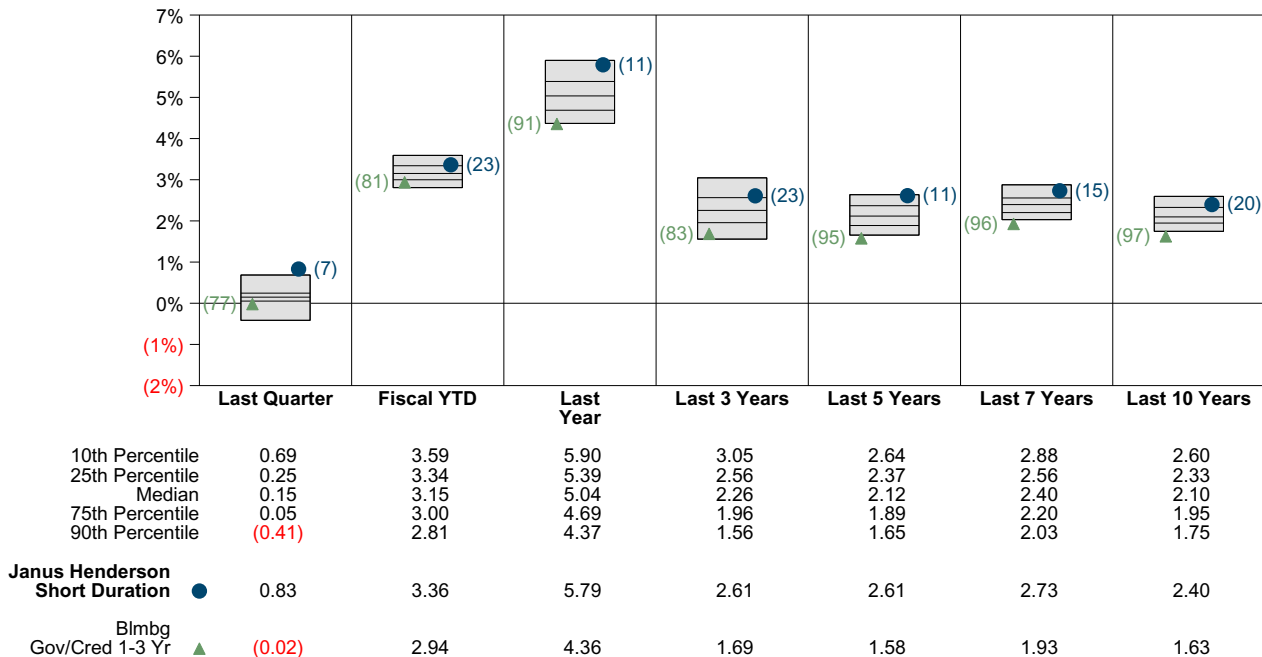 7%
6%
5%
4%
3%
2%
1%
0%
(1%)
(2%)
(77)
(7)
(81)
(23)
(91)
(11)
(83)
(23)
(95)
(11)
(96)
(15)
(97)
(20)
Last Quarter Fiscal YTD Last Year Last 3 Years Last 5 Years Last 7 Years Last 10 Years
10th Percentile 0.69 3.59 5.90 3.05 2.64 2.88 2.60
25th Percentile 0.25 3.34 5.39 2.56 2.37 2.56 2.33
Median 0.15 3.15 5.04 2.26 2.12 2.40 2.10
75th Percentile 0.05 3.00 4.69 1.96 1.89 2.20 1.95
90th Percentile (0.41) 2.81 4.37 1.56 1.65 2.03 1.75
Janus Henderson
Short Duration 0.83 3.36 5.79 2.61 2.61 2.73 2.40
Blmbg
Gov/Cred 1-3 Yr (0.02) 2.94 4.36 1.69 1.58 1.93 1.63